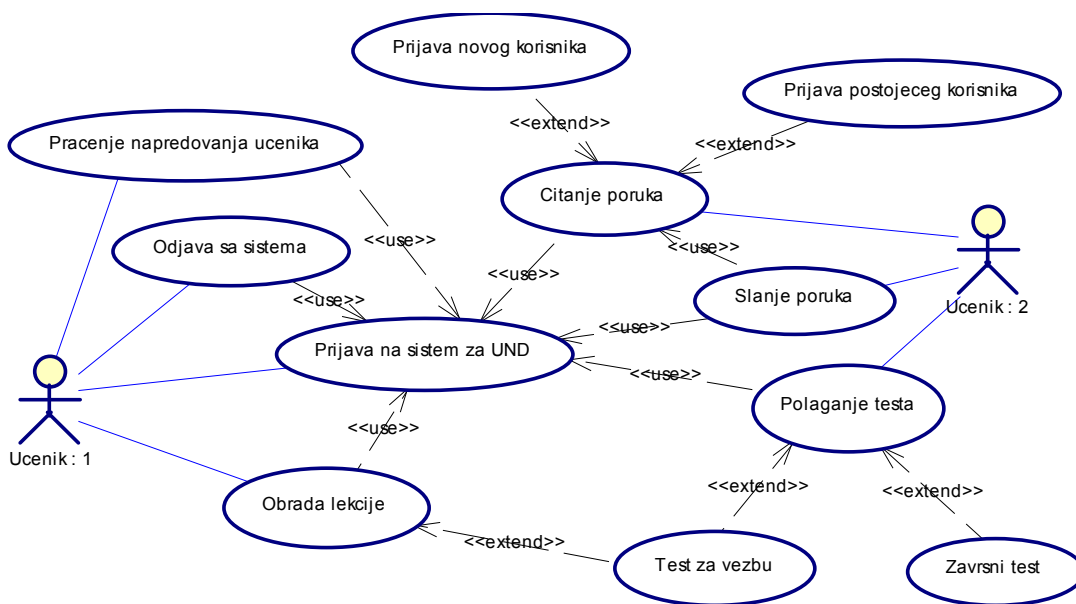 Prijava novog korisnika
Prijava postojeceg korisnika
<<extend>>
<<extend>>
Pracenje napredovanja ucenika
Citanje poruka
Odjava sa sistema
<<use>>
<<use>>
<<use>>
<<use>>
Slanje poruka
Ucenik : 2
<<use>>
Prijava na sistem za UND
<<use>>
Polaganje testa
<<use>>
Ucenik : 1
Obrada lekcije
<<extend>>
<<extend>>
<<extend>>
Test za vezbu
Zavrsni test